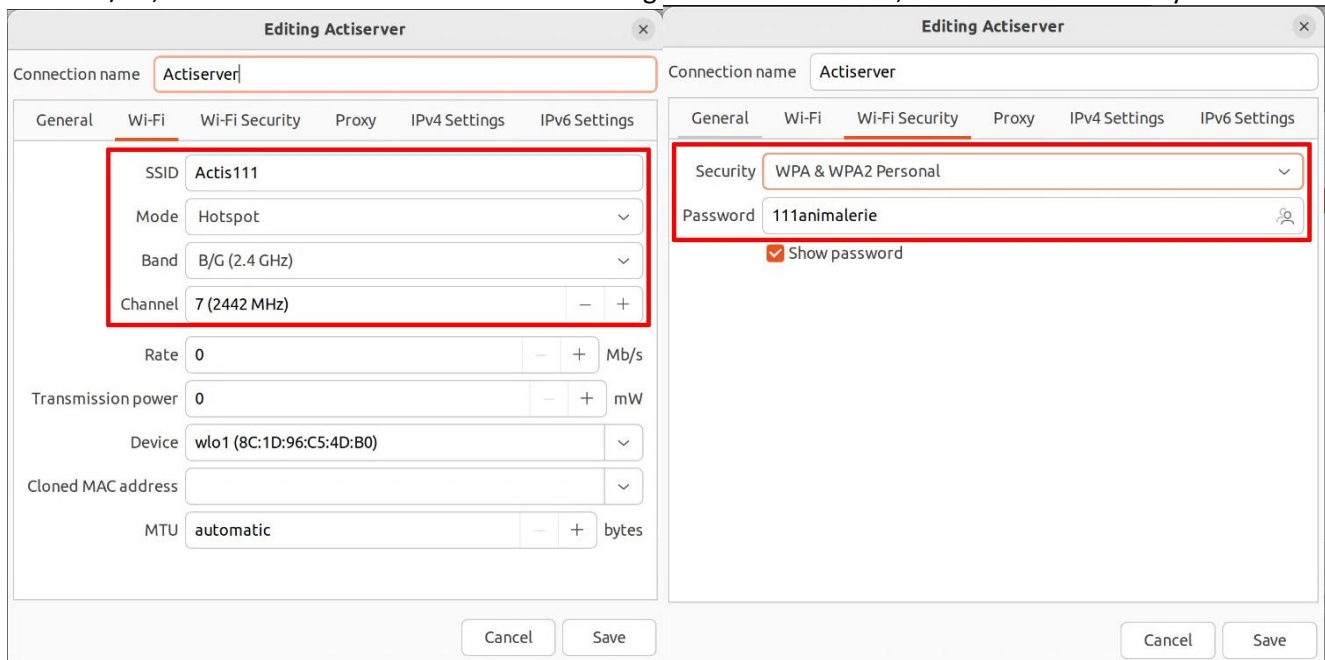 Editing Actiserver
Connection name Actiserver
General Wi-Fi Wi-Fi Security Proxy IPv4 Settings IPv6 Settings
SSID Actis111
Mode Hotspot
Band B/G (2.4 GHz)
Channel 7 (2442 MHz)
Rate 0 Mb/s
Transmission power 0 mW
Device wlo1 (8C:1D:96:C5:4D:B0)
Cloned MAC address
MTU automatic bytes
Cancel Save
Editing Actiserver
Connection name Actiserver
General Wi-Fi Wi-Fi Security Proxy IPv4 Settings IPv6 Settings
Security WPA & WPA2 Personal
Password 111animalerie
Show password
Cancel Save